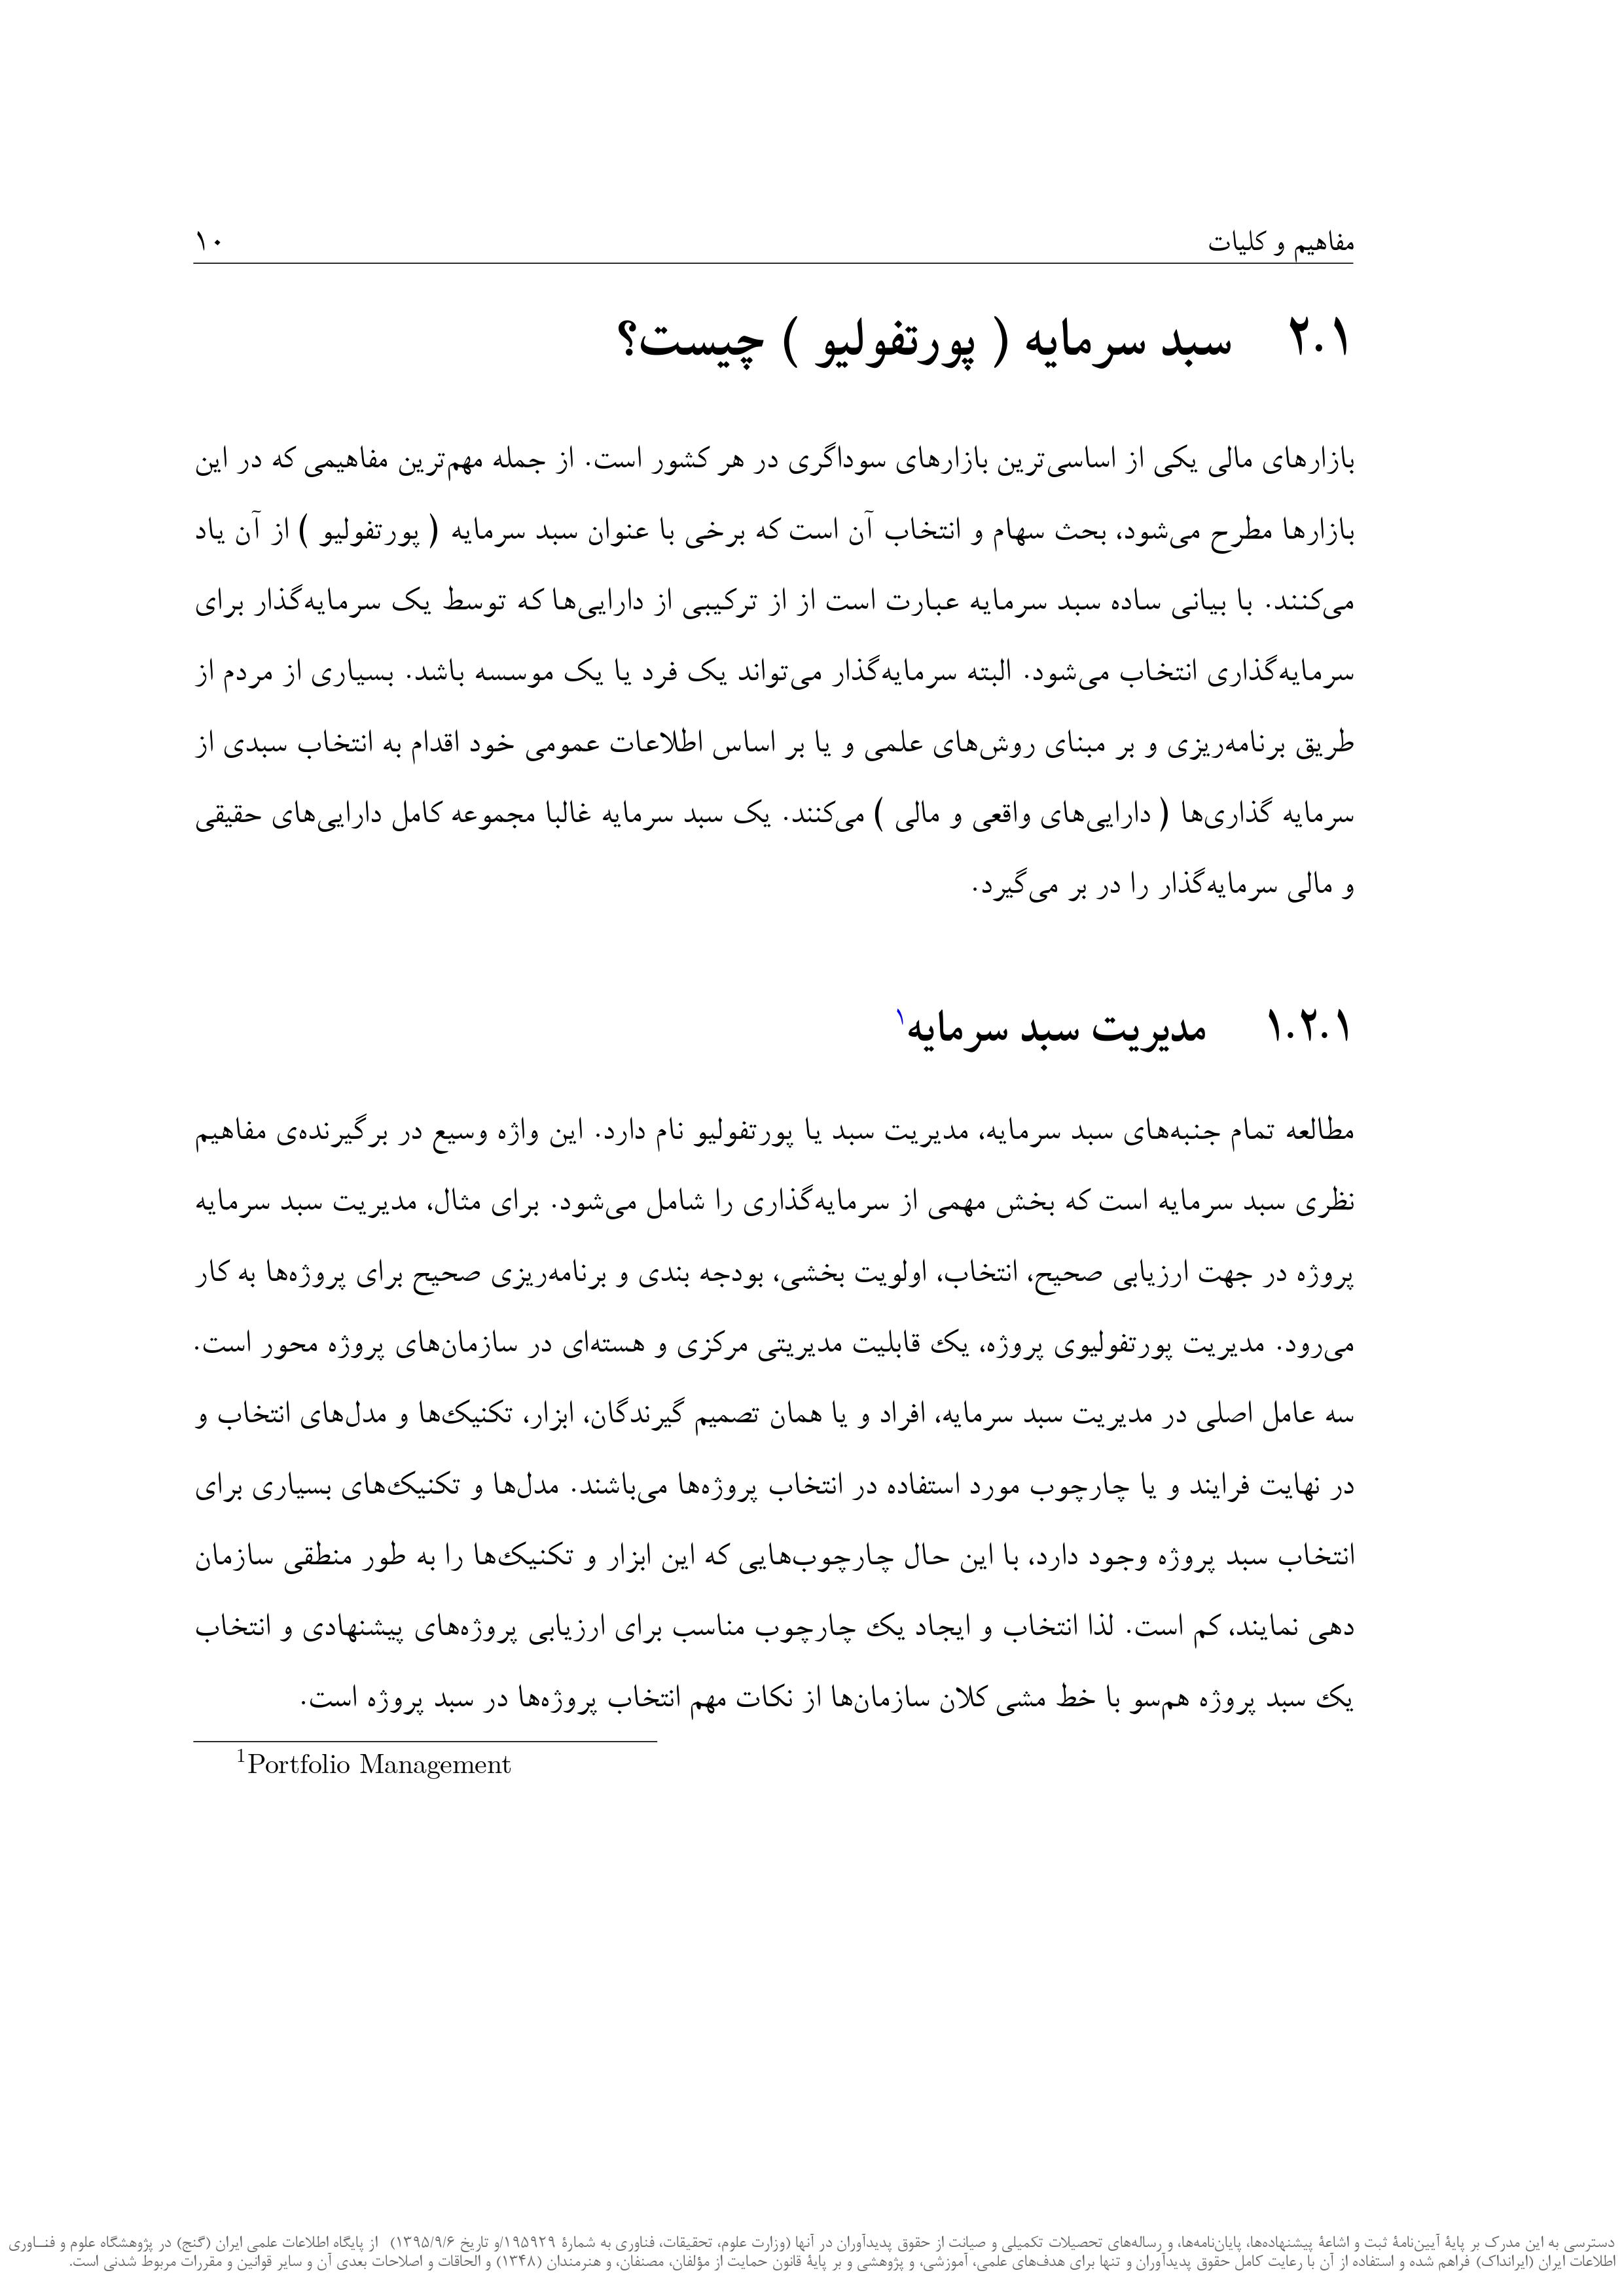 مفاهیم و کلیات ۱۰
۲.۱ سبد سرمایه ( پورتفولیو ) چیست؟
بازارهای مالی یکی از اساسی‌ترین بازارهای سوداگری در هر کشور است. از جمله مهم‌ترین مفاهیمی که در این
بازارها مطرح می‌شود، بحث سهام و انتخاب آن است که برخی با عنوان سبد سرمایه ( پورتفولیو ) از آن یاد
می‌کنند. با بیانی ساده سبد سرمایه عبارت است از از ترکیبی از دارایی‌ها که توسط یک سرمایه‌گذار برای
سرمایه‌گذاری انتخاب می‌شود. البته سرمایه‌گذار می‌تواند یک فرد یا یک موسسه باشد. بسیاری از مردم از
طریق برنامه‌ریزی و بر مبنای روش‌های علمی و یا بر اساس اطلاعات عمومی خود اقدام به انتخاب سبدی از
سرمایه گذاری‌ها ( دارایی‌های واقعی و مالی ) می‌کنند. یک سبد سرمایه غالبا مجموعه کامل دارایی‌های حقیقی
و مالی سرمایه‌گذار را در بر می‌گیرد.
۱.۲.۱ مدیریت سبد سرمایه۱
مطالعه تمام جنبه‌های سبد سرمایه، مدیریت سبد یا پورتفولیو نام دارد. این واژه وسیع در برگیرنده‌ی مفاهیم
نظری سبد سرمایه است که بخش مهمی از سرمایه‌گذاری را شامل می‌شود. برای مثال، مدیریت سبد سرمایه
پروژه در جهت ارزیابی صحیح، انتخاب، اولویت بخشی، بودجه بندی و برنامه‌ریزی صحیح برای پروژه‌ها به کار
می‌رود. مدیریت پورتفولیوی پروژه، یک قابلیت مدیریتی مرکزی و هسته‌ای در سازمان‌های پروژه محور است.
سه عامل اصلی در مدیریت سبد سرمایه، افراد و یا همان تصمیم گیرندگان، ابزار، تکنیک‌ها و مدل‌های انتخاب و
در نهایت فرایند و یا چارچوب مورد استفاده در انتخاب پروژه‌ها می‌باشند. مدل‌ها و تکنیک‌های بسیاری برای
انتخاب سبد پروژه وجود دارد، با این حال چارچوب‌هایی که این ابزار و تکنیک‌ها را به طور منطقی سازمان
دهی نمایند، کم است. لذا انتخاب و ایجاد یک چارچوب مناسب برای ارزیابی پروژه‌های پیشنهادی و انتخاب
یک سبد پروژه هم‌سو با خط مشی کلان سازمان‌ها از نکات مهم انتخاب پروژه‌ها در سبد پروژه است.
1Portfolio Management
دسترسی به این مدرک بر پایهٔ آیین‌نامهٔ ثبت و اشاعهٔ پیشنهاده‌ها، پایان‌نامه‌ها، و رساله‌های تحصیلات تکمیلی و صیانت از حقوق پدیدآوران در آنها (وزارت علوم، تحقیقات، فناوری به شمارهٔ ۱۹۵۹۲۹/و تاریخ ۱۳۹۵/۹/۶) از پایگاه اطلاعات علمی ایران (گنج) در پژوهشگاه علوم و فنـاوری
اطلاعات ایران (ایرانداک) فراهم شده و استفاده از آن با رعایت کامل حقوق پدیدآوران و تنها برای هدف‌های علمی، آموزشی، و پژوهشی و بر پایهٔ قانون حمایت از مؤلفان، مصنفان، و هنرمندان (۱۳۴۸) و الحاقات و اصلاحات بعدی آن و سایر قوانین و مقررات مربوط شدنی است.